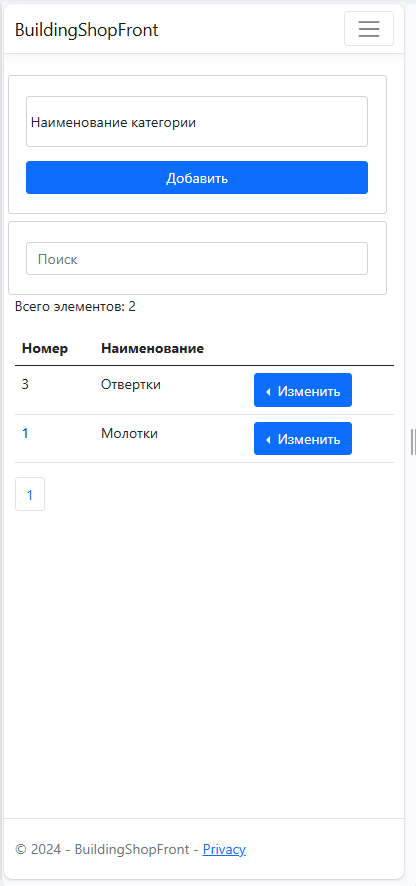 BuildingShopFront
Наименование категории
Добавить
Поиск
Всего элементов: 2
Номер Наименование
3 Отвертки Изменить
1 Молотки Изменить
1
© 2024 - BuildingShopFront - Privacy